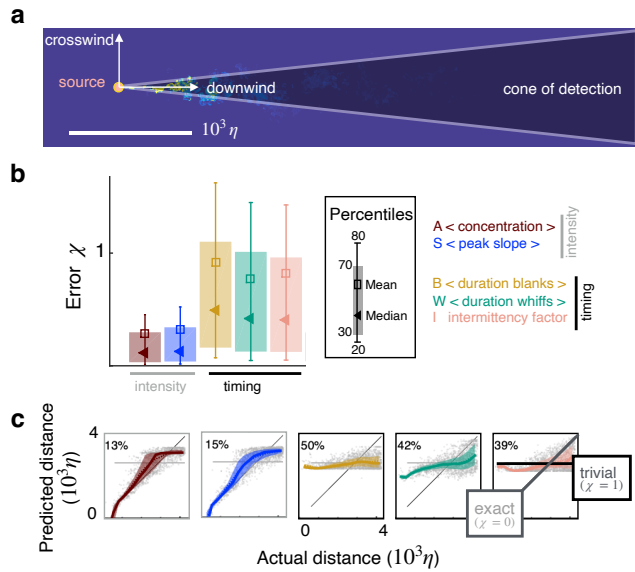 a
crosswind
source
downwind
cone of detection
10³ η
b
Error χ
1
intensity
timing
Percentiles
80
70
Mean
Median
30
20
A < concentration >
S < peak slope >
intensity
B < duration blanks >
W < duration whiffs >
I intermittency factor
timing
c
Predicted distance
(10³η)
4
0
13%
15%
50%
42%
39%
0
4
exact
(χ = 0)
trivial
(χ = 1)
Actual distance (10³η)